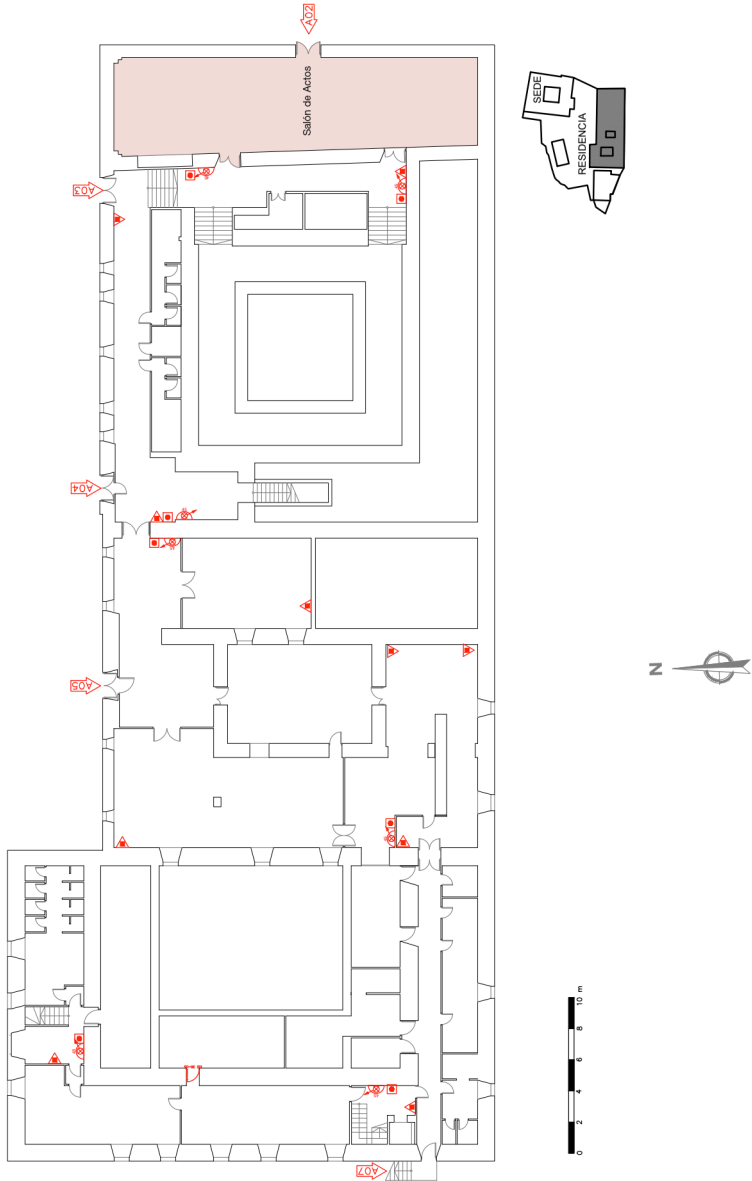 A02
Salón de Actos
A03
SEDE
RESIDENCIA
A04
N
A05
0 2 4 6 8 10 m
A07